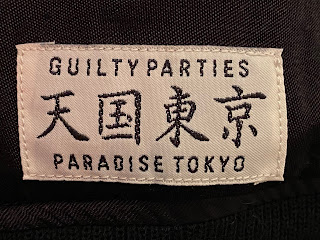 GUILTY PARTIES
天国東京
PARADISE TOKYO